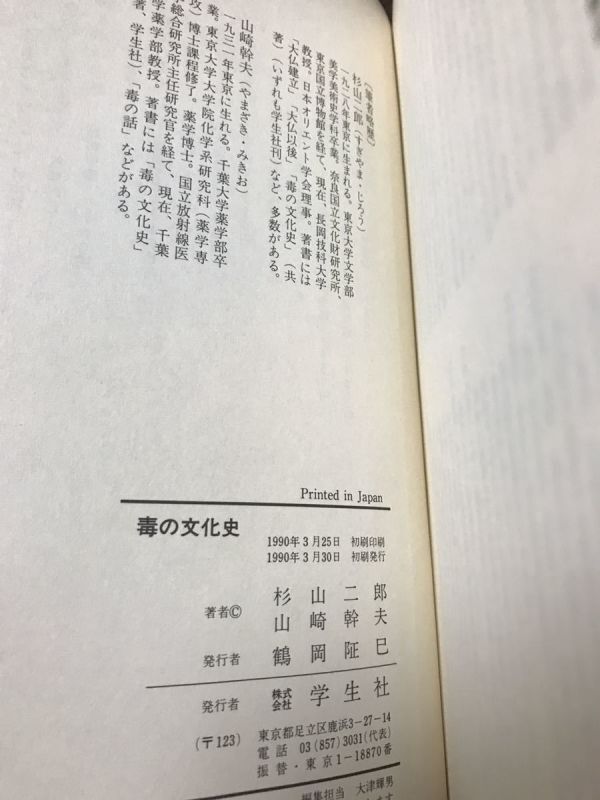 〔筆者略歴〕
杉山二郎（すぎやま・じろう）
一九二八年東京に生まれる。東京大学文学部
美学美術史学科卒業。奈良国立文化財研究所、
東京国立博物館を経て、現在、長岡技科大学
教授。日本オリエント学会理事。著書には
「大仏建立」「大仏以後」「毒の文化史」（共
著）（いずれも学生社刊）など、多数がある。
山崎幹夫（やまざき・みきお）
一九三一年東京に生れる。千葉大学薬学部卒
業。東京大学大学院化学系研究科（薬学専
攻）博士課程修了。薬学博士。国立放射線医
総合研究所主任研究官を経て、現在、千葉
学薬学部教授。著書には「毒の文化史」
著、学生社）、「毒の話」などがある。
Printed in Japan
毒の文化史
1990年3月25日 初刷印刷
1990年3月30日 初刷発行
著者© 杉山二郎
山崎幹夫
発行者 鶴岡阷巳
発行者 株式会社 学生社
東京都足立区鹿浜3-27-14
(〒123) 電話 03(857)3031(代表)
振替・東京1-18870番
編集担当 大津輝男